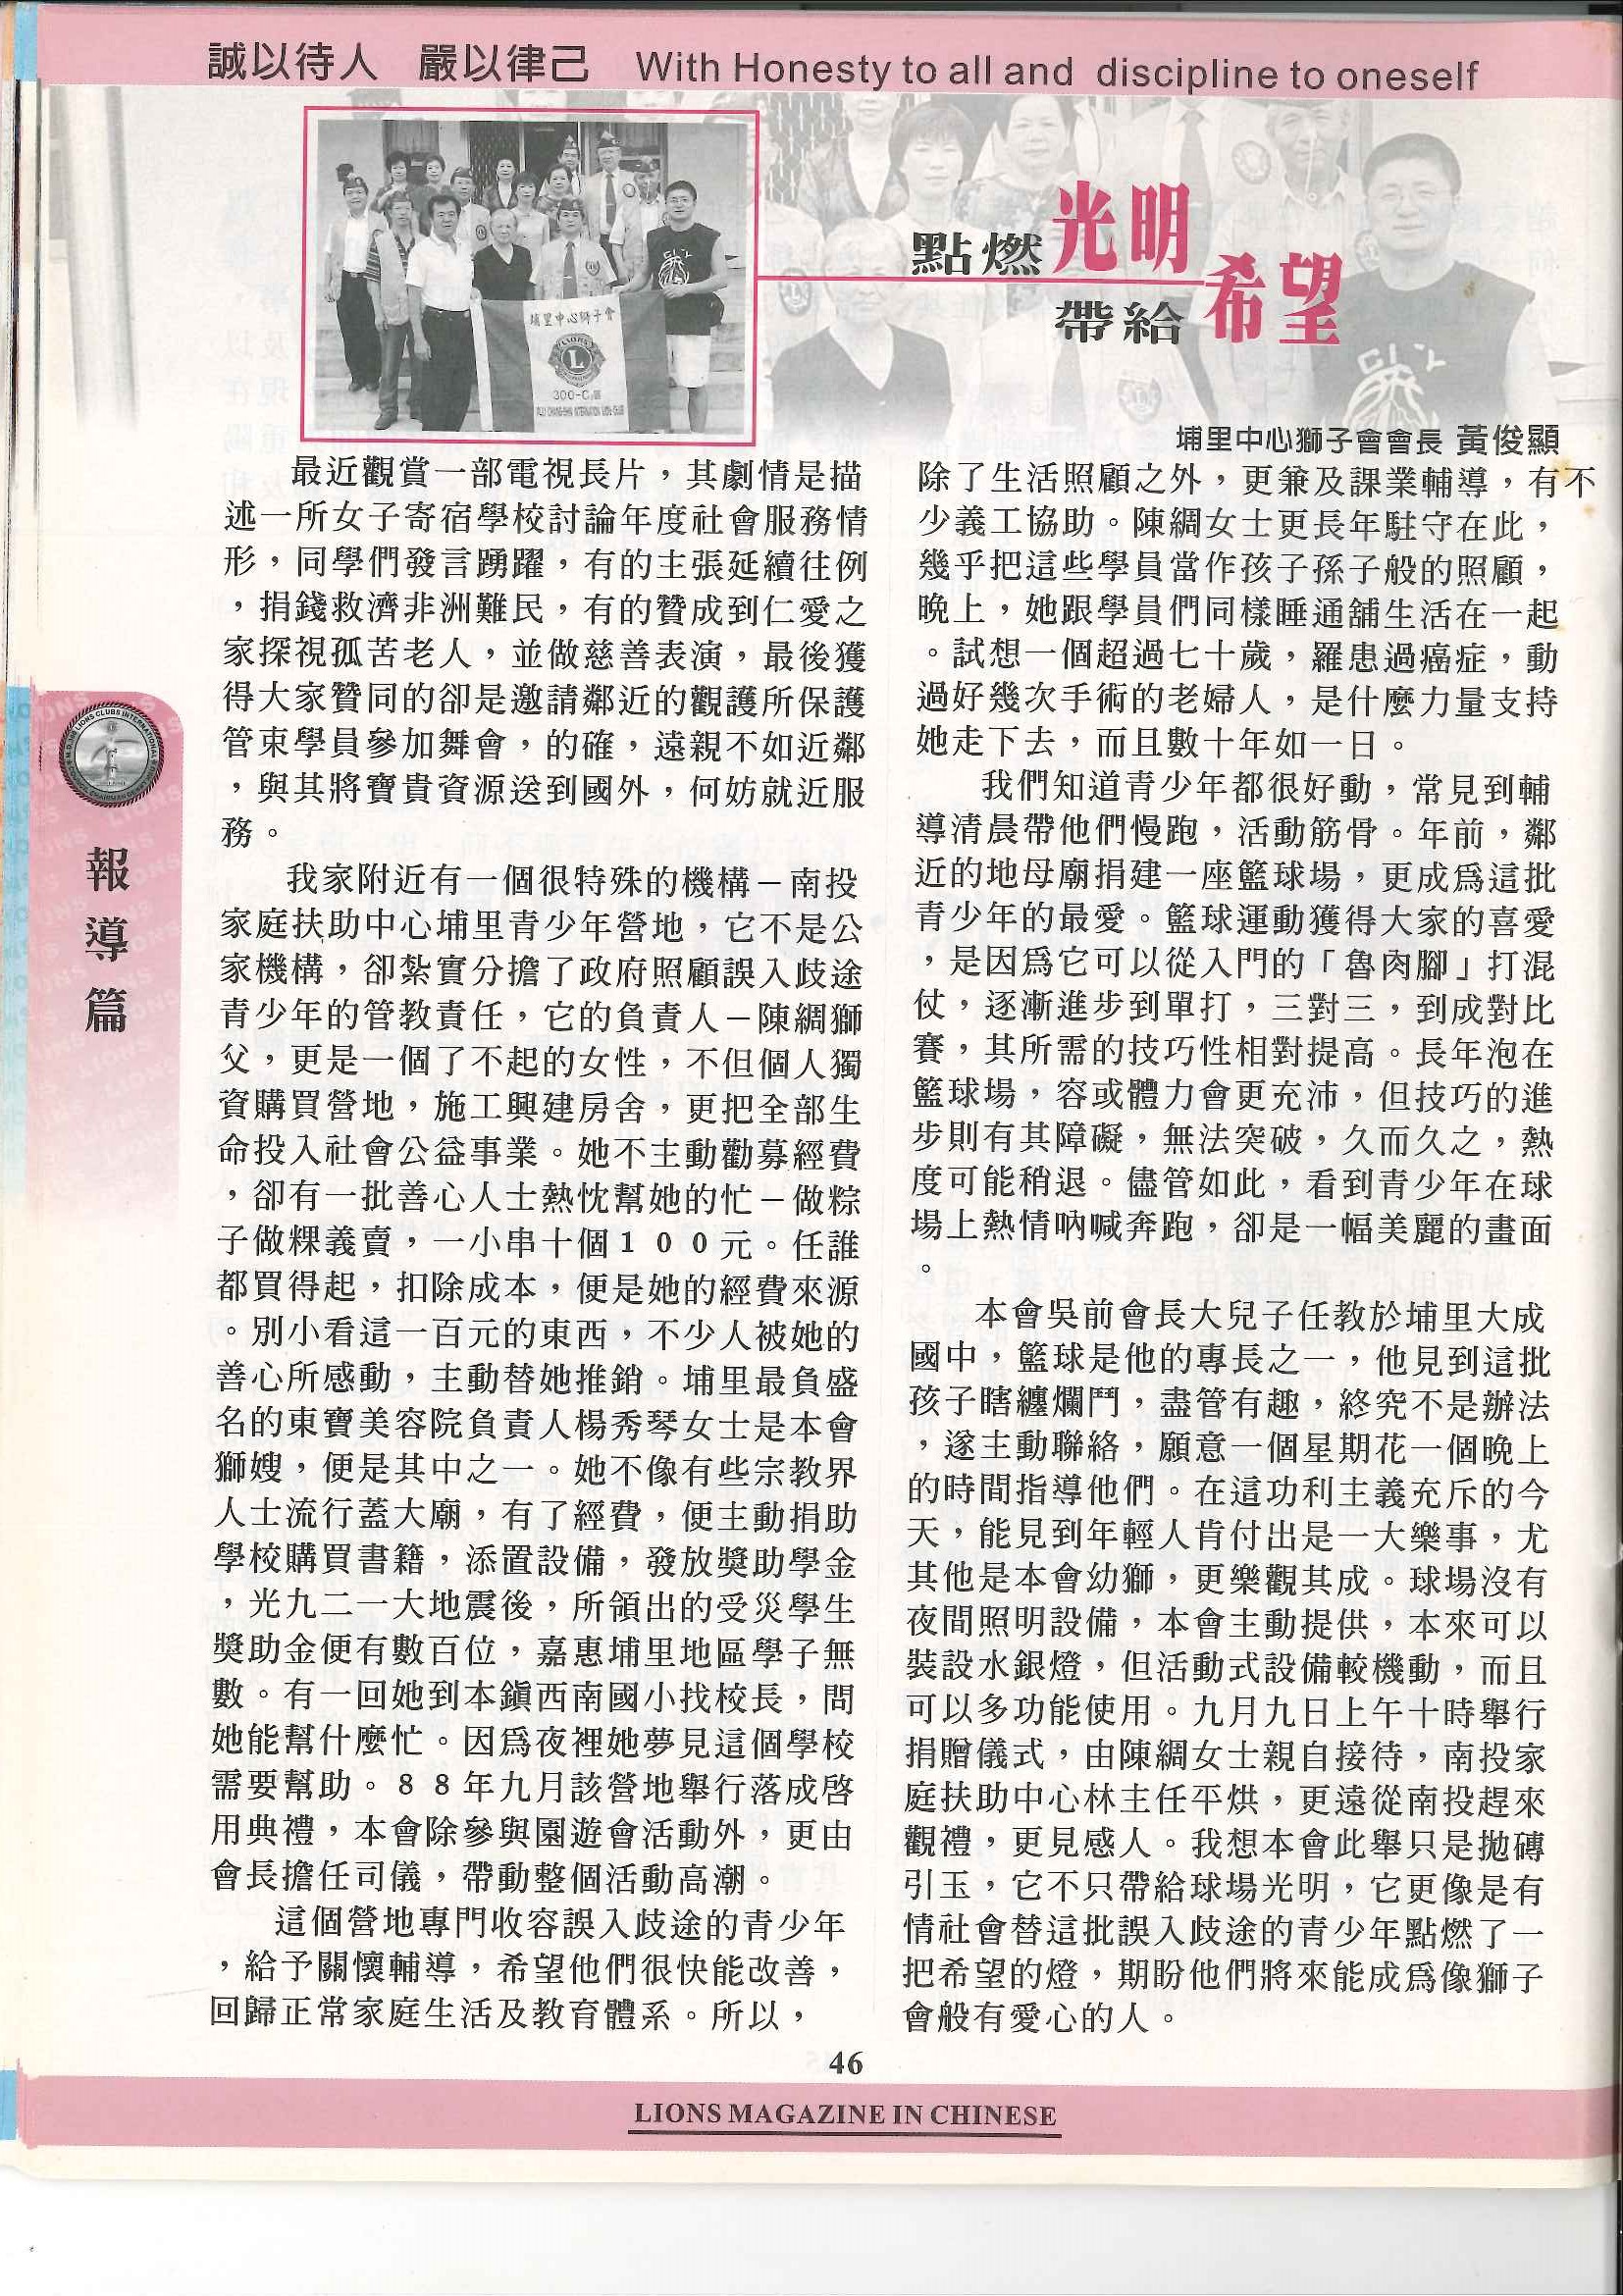 誠以待人　嚴以律己　With Honesty to all and discipline to oneself
埔里中心獅子會
LIONS
L
300-C3區
點燃光明
帶給希望
埔里中心獅子會會長 黃俊顯
報導篇
最近觀賞一部電視長片，其劇情是描
述一所女子寄宿學校討論年度社會服務情
形，同學們發言踴躍，有的主張延續往例
，捐錢救濟非洲難民，有的贊成到仁愛之
家探視孤苦老人，並做慈善表演，最後獲
得大家贊同的卻是邀請鄰近的觀護所保護
管束學員參加舞會，的確，遠親不如近鄰
，與其將寶貴資源送到國外，何妨就近服
務。
我家附近有一個很特殊的機構－南投
家庭扶助中心埔里青少年營地，它不是公
家機構，卻紮實分擔了政府照顧誤入歧途
青少年的管教責任，它的負責人－陳綢獅
父，更是一個了不起的女性，不但個人獨
資購買營地，施工興建房舍，更把全部生
命投入社會公益事業。她不主動勸募經費
，卻有一批善心人士熱忱幫她的忙－做粽
子做粿義賣，一小串十個１００元。任誰
都買得起，扣除成本，便是她的經費來源
。別小看這一百元的東西，不少人被她的
善心所感動，主動替她推銷。埔里最負盛
名的東寶美容院負責人楊秀琴女士是本會
獅嫂，便是其中之一。她不像有些宗教界
人士流行蓋大廟，有了經費，便主動捐助
學校購買書籍，添置設備，發放獎助學金
，光九二一大地震後，所領出的受災學生
獎助金便有數百位，嘉惠埔里地區學子無
數。有一回她到本鎮西南國小找校長，問
她能幫什麼忙。因爲夜裡她夢見這個學校
需要幫助。８８年九月該營地舉行落成啓
用典禮，本會除參與園遊會活動外，更由
會長擔任司儀，帶動整個活動高潮。
這個營地專門收容誤入歧途的青少年
，給予關懷輔導，希望他們很快能改善，
回歸正常家庭生活及教育體系。所以，
除了生活照顧之外，更兼及課業輔導，有不
少義工協助。陳綢女士更長年駐守在此，
幾乎把這些學員當作孩子孫子般的照顧，
晚上，她跟學員們同樣睡通舖生活在一起
。試想一個超過七十歲，羅患過癌症，動
過好幾次手術的老婦人，是什麼力量支持
她走下去，而且數十年如一日。
我們知道青少年都很好動，常見到輔
導清晨帶他們慢跑，活動筋骨。年前，鄰
近的地母廟捐建一座籃球場，更成爲這批
青少年的最愛。籃球運動獲得大家的喜愛
，是因爲它可以從入門的「魯肉腳」打混
仗，逐漸進步到單打，三對三，到成對比
賽，其所需的技巧性相對提高。長年泡在
籃球場，容或體力會更充沛，但技巧的進
步則有其障礙，無法突破，久而久之，熱
度可能稍退。儘管如此，看到青少年在球
場上熱情吶喊奔跑，卻是一幅美麗的畫面
。
本會吳前會長大兒子任教於埔里大成
國中，籃球是他的專長之一，他見到這批
孩子瞎纏爛鬥，盡管有趣，終究不是辦法
，遂主動聯絡，願意一個星期花一個晚上
的時間指導他們。在這功利主義充斥的今
天，能見到年輕人肯付出是一大樂事，尤
其他是本會幼獅，更樂觀其成。球場沒有
夜間照明設備，本會主動提供，本來可以
裝設水銀燈，但活動式設備較機動，而且
可以多功能使用。九月九日上午十時舉行
捐贈儀式，由陳綢女士親自接待，南投家
庭扶助中心林主任平烘，更遠從南投趕來
觀禮，更見感人。我想本會此舉只是拋磚
引玉，它不只帶給球場光明，它更像是有
情社會替這批誤入歧途的青少年點燃了一
把希望的燈，期盼他們將來能成爲像獅子
會般有愛心的人。
46
LIONS MAGAZINE IN CHINESE